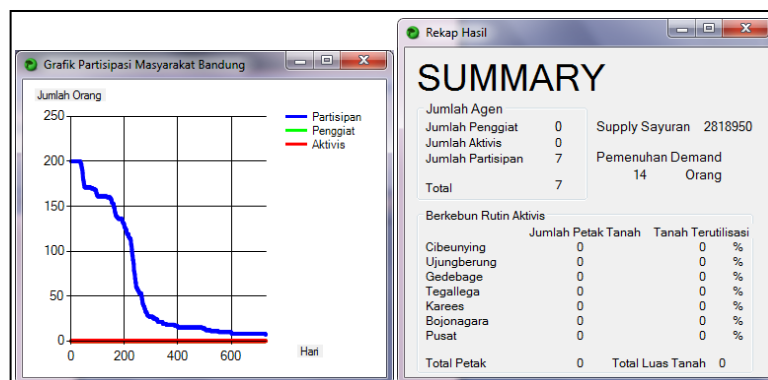 Grafik Partisipasi Masyarakat Bandung
Jumlah Orang
250
200
150
100
50
0
0 200 400 600
Hari
Partisipan
Penggiat
Aktivis
Rekap Hasil
SUMMARY
Jumlah Agen
Jumlah Penggiat 0
Jumlah Aktivis 0
Jumlah Partisipan 7
Total 7
Supply Sayuran 2818950
Pemenuhan Demand
14 Orang
Berkebun Rutin Aktivis
Jumlah Petak Tanah Tanah Terutilisasi
Cibeunying 0 0 %
Ujungberung 0 0 %
Gedebage 0 0 %
Tegallega 0 0 %
Karees 0 0 %
Bojonagara 0 0 %
Pusat 0 0 %
Total Petak 0 Total Luas Tanah 0